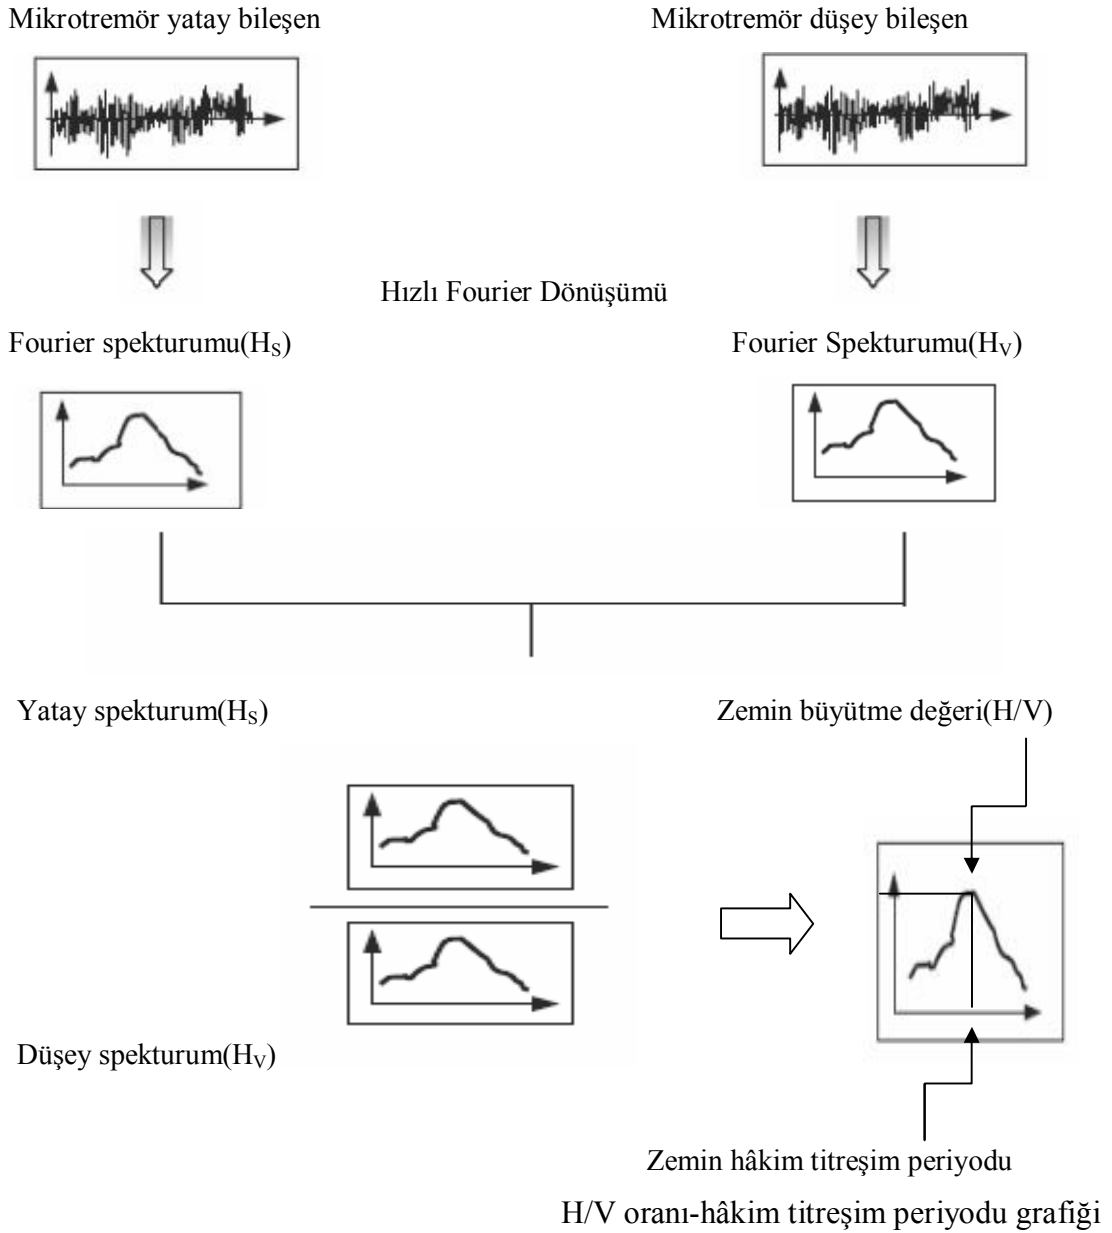 Mikrotremör yatay bileşen
Mikrotremör düşey bileşen
Hızlı Fourier Dönüşümü
Fourier spekturumu(HS)
Fourier Spekturumu(HV)
Yatay spekturum(HS)
Zemin büyütme değeri(H/V)
Düşey spekturum(HV)
Zemin hâkim titreşim periyodu
H/V oranı-hâkim titreşim periyodu grafiği